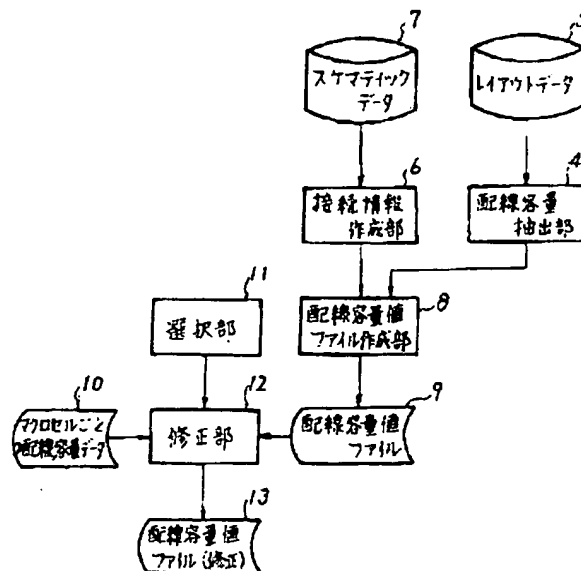 7
スケマティック
データ
レイアウトデータ
6
接続情報
作成部
4
配線容量
抽出部
11
選択部
配線容量値
ファイル作成部
8
10
マクロセルごと
配線容量データ
12
修正部
9
配線容量値
ファイル
13
配線容量値
ファイル(修正)